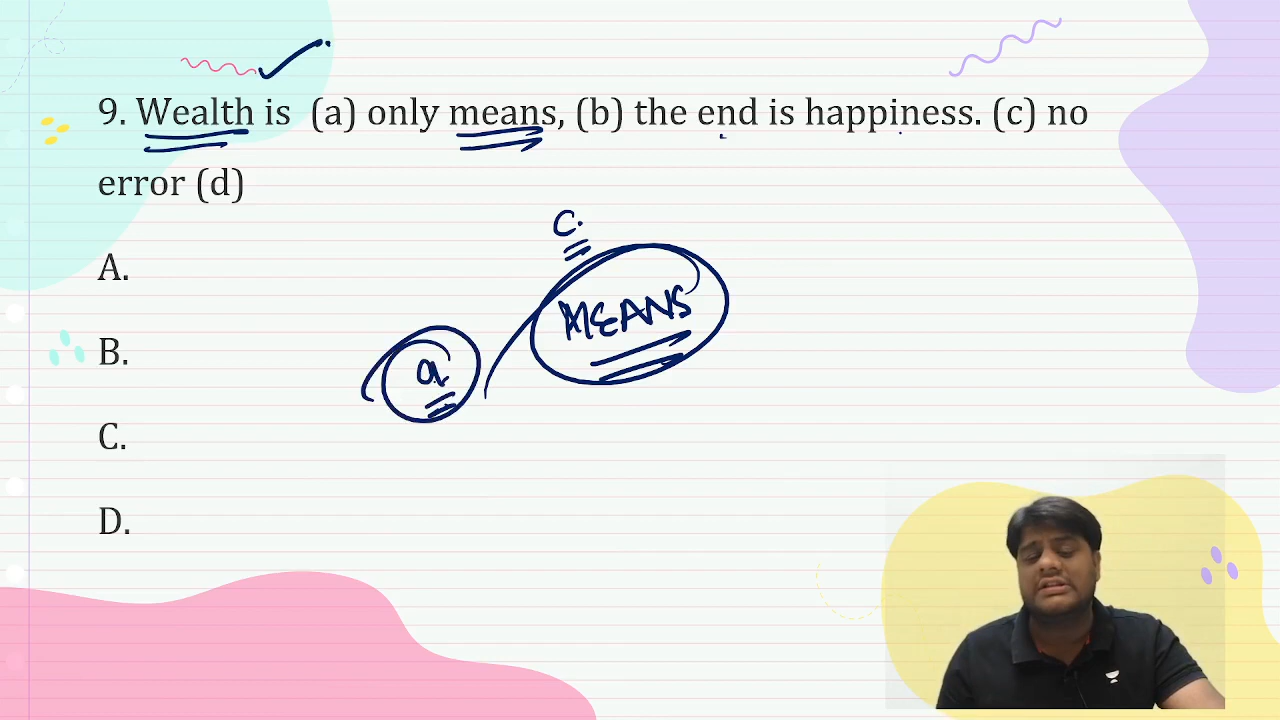 9. Wealth is (a) only means, (b) the end is happiness. (c) no
error (d)
C.
A.
MEANS
B.
a
C.
D.